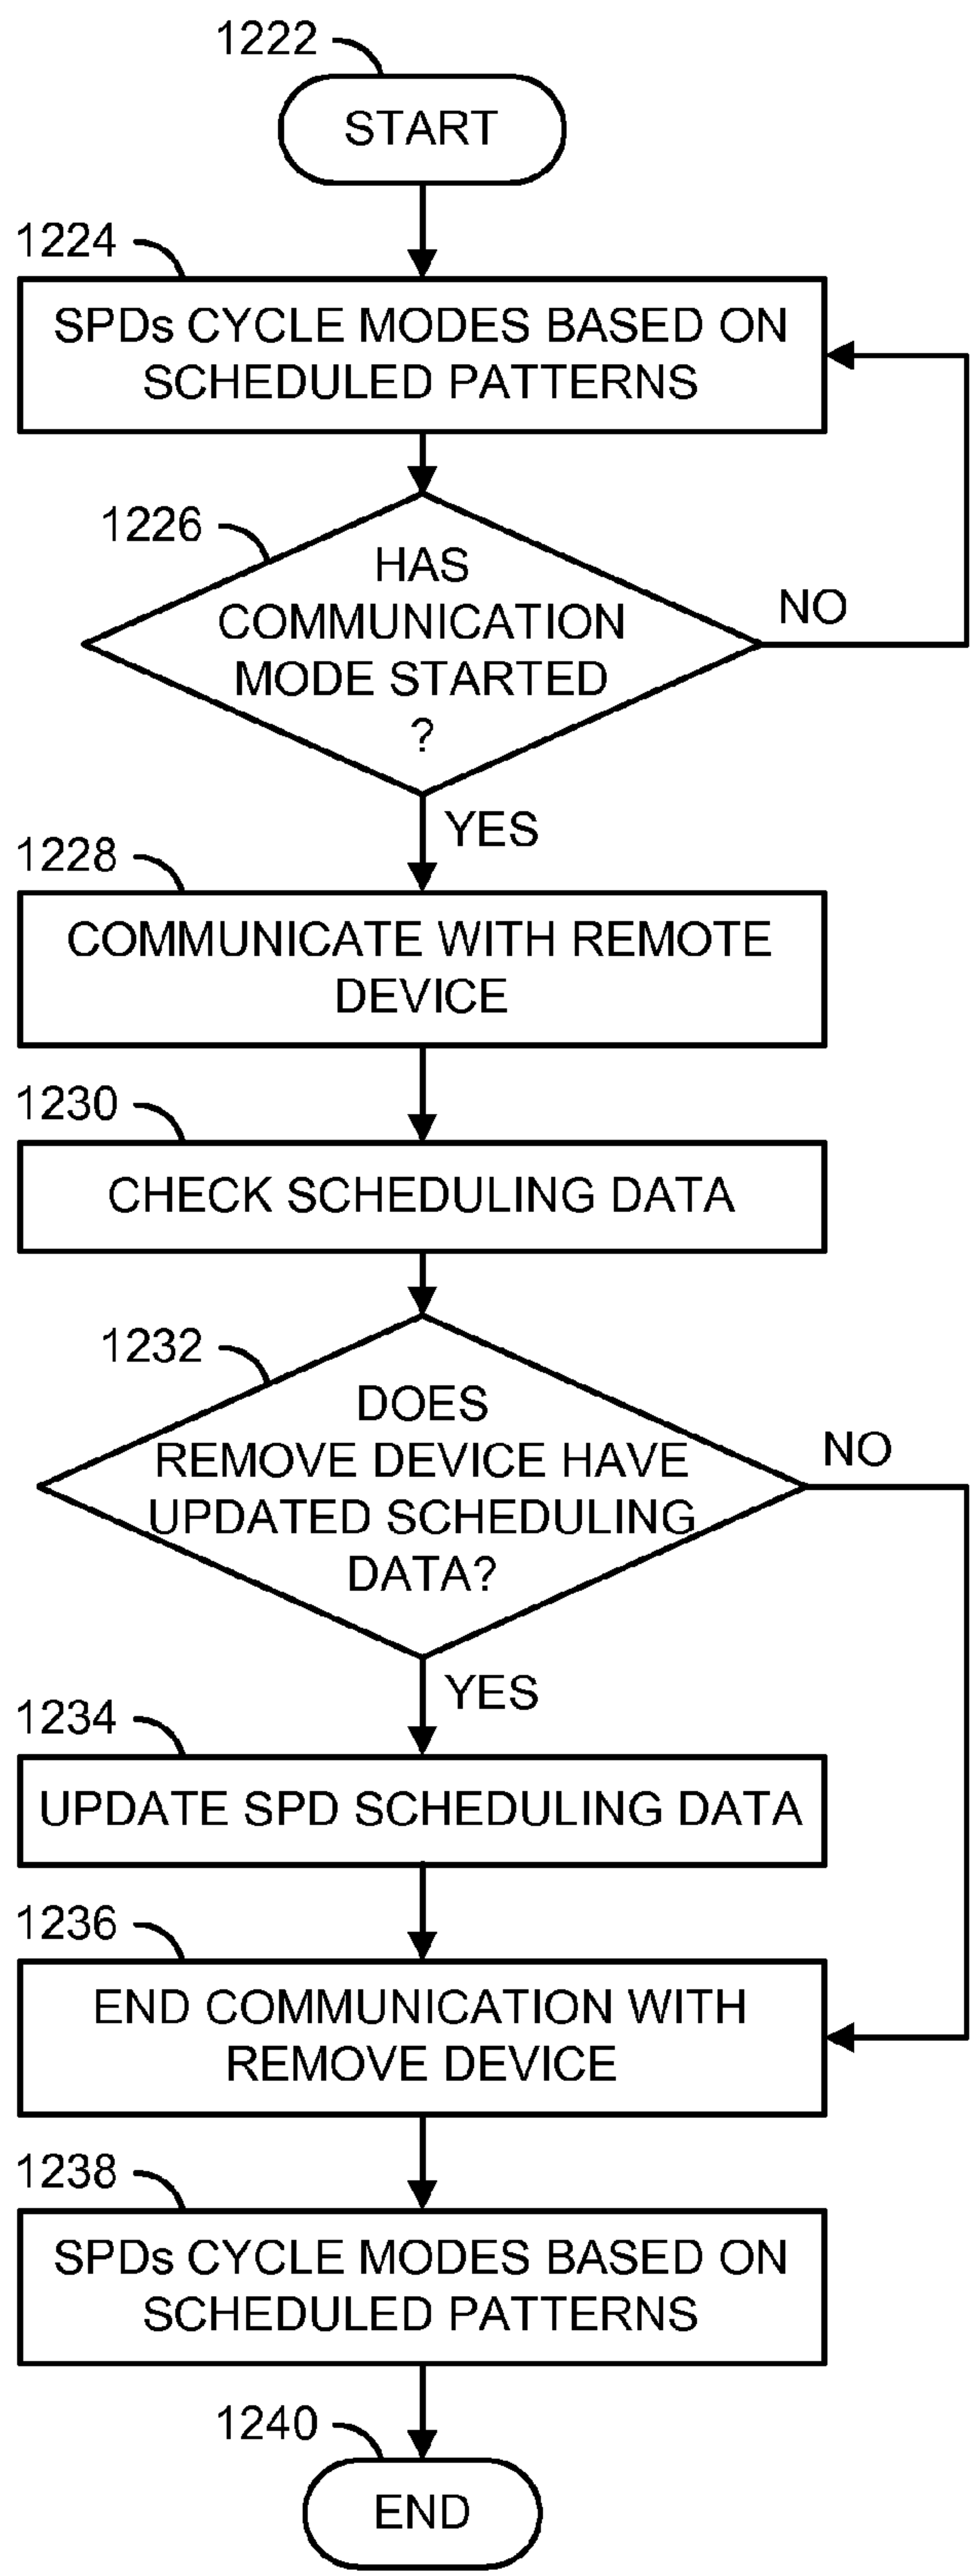 1222
START
1224
SPDs CYCLE MODES BASED ON
SCHEDULED PATTERNS
1226
HAS
COMMUNICATION
MODE STARTED
?
NO
YES
1228
COMMUNICATE WITH REMOTE
DEVICE
1230
CHECK SCHEDULING DATA
1232
DOES
REMOVE DEVICE HAVE
UPDATED SCHEDULING
DATA?
NO
YES
1234
UPDATE SPD SCHEDULING DATA
1236
END COMMUNICATION WITH
REMOVE DEVICE
1238
SPDs CYCLE MODES BASED ON
SCHEDULED PATTERNS
1240
END